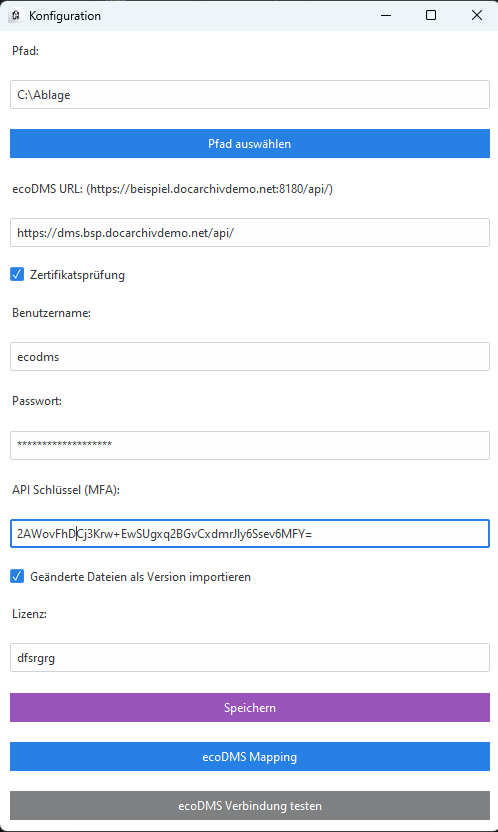 Konfiguration
Pfad:
C:\Ablage
Pfad auswählen
ecoDMS URL: (https://beispiel.docarchivdemo.net:8180/api/)
https://dms.bsp.docarchivdemo.net/api/
Zertifikatsprüfung
Benutzername:
ecodms
Passwort:
*******************
API Schlüssel (MFA):
2AWovFhDCj3Krw+EwSUgxq2BGvCxdmrJly6Ssev6MFY=
Geänderte Dateien als Version importieren
Lizenz:
dfsrgrg
Speichern
ecoDMS Mapping
ecoDMS Verbindung testen